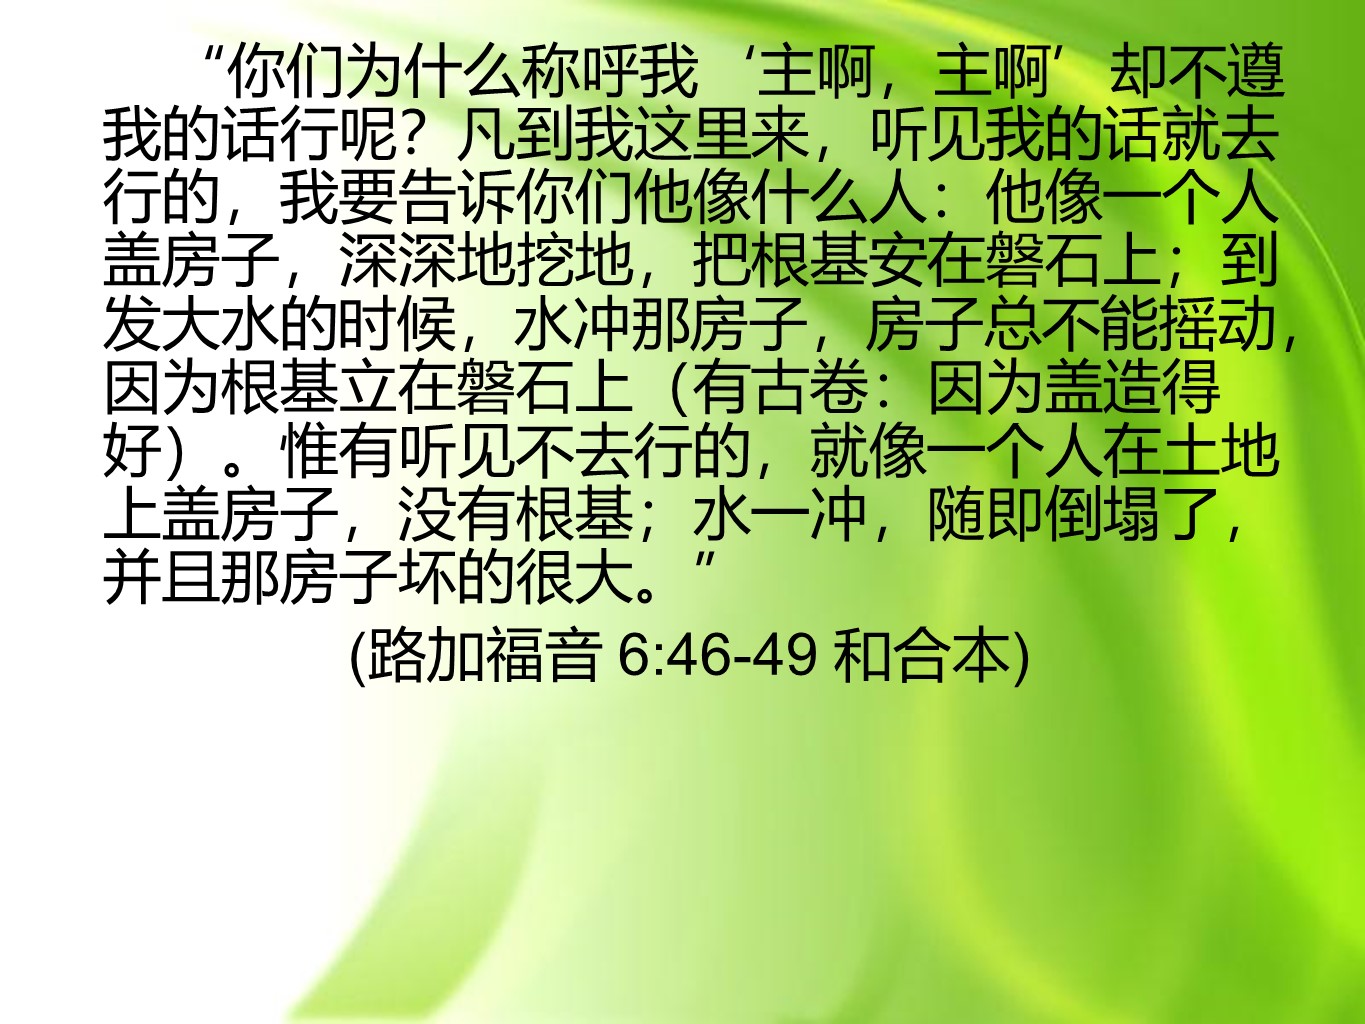 “你们为什么称呼我‘主啊，主啊’却不遵
我的话行呢？凡到我这里来，听见我的话就去
行的，我要告诉你们他像什么人：他像一个人
盖房子，深深地挖地，把根基安在磐石上；到
发大水的时候，水冲那房子，房子总不能摇动，
因为根基立在磐石上（有古卷：因为盖造得
好）。惟有听见不去行的，就像一个人在土地
上盖房子，没有根基；水一冲，随即倒塌了，
并且那房子坏的很大。”
(路加福音 6:46-49 和合本)